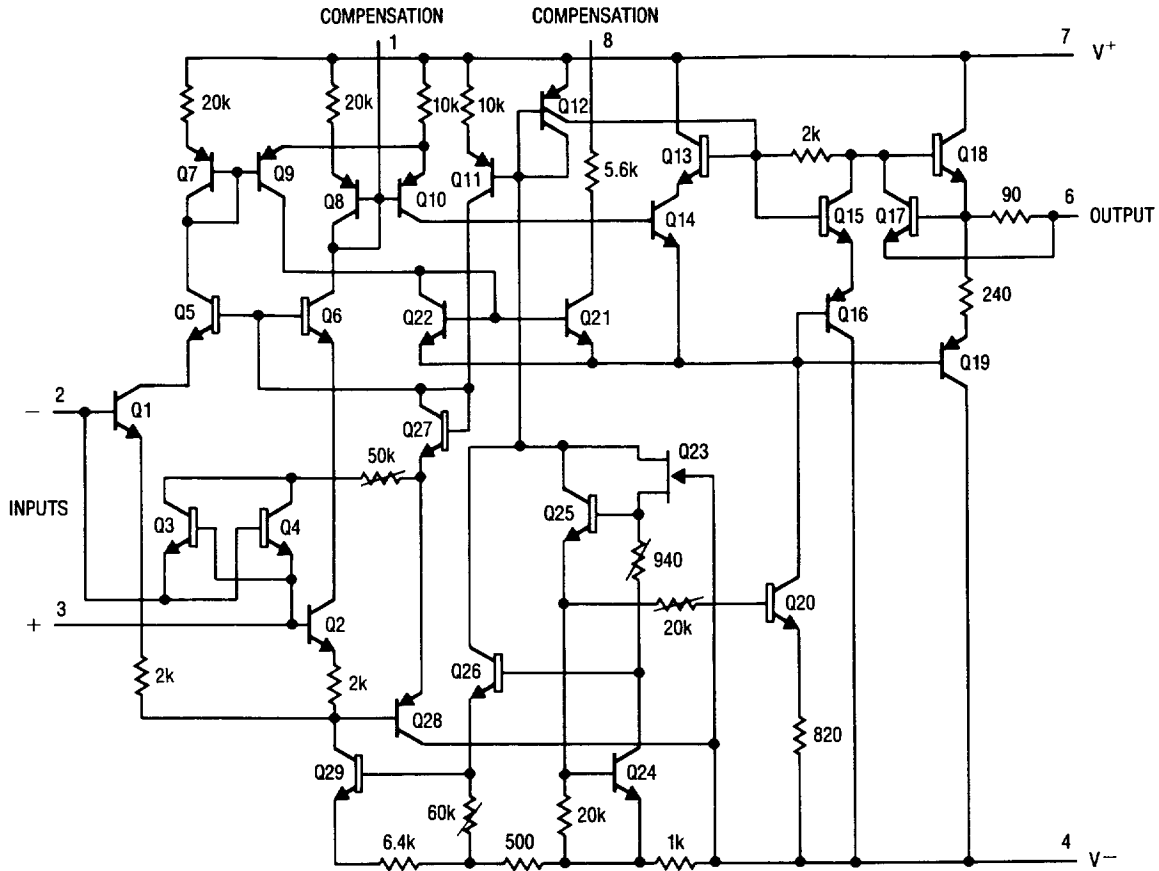 COMPENSATION COMPENSATION
1 8 7 V+
20k 20k 10k 10k Q12
2k
Q7 Q9 Q8 Q10 Q11 5.6k Q13 Q18
90 6 OUTPUT
Q14 Q15 Q17
240
Q5 Q6 Q22 Q21 Q16
Q19
2
− Q1 Q27
50k Q23
INPUTS Q3 Q4 Q25
940
3 20k Q20
+ Q2
Q26
2k 2k
Q28 820
Q29 Q24
60k 20k
6.4k 500 1k 4 V−